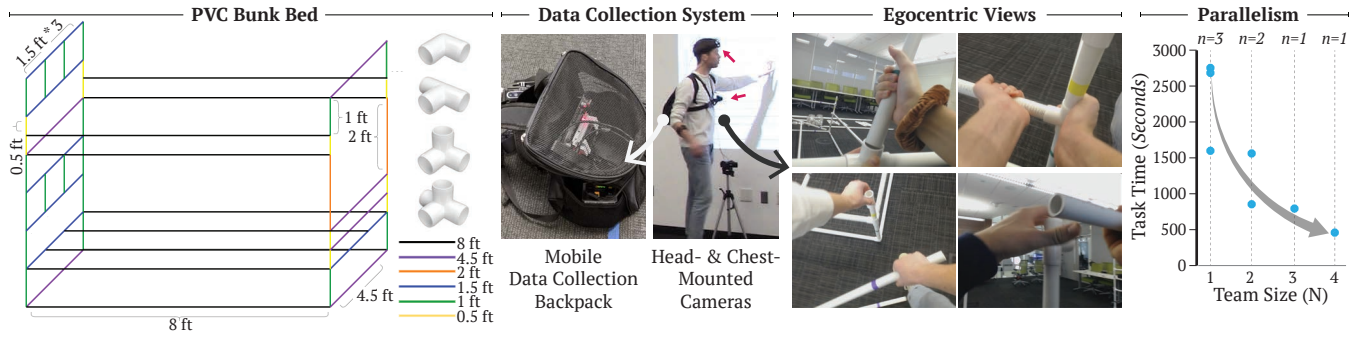 PVC Bunk Bed
1.5 ft * 3
0.5 ft
1 ft
2 ft
4.5 ft
8 ft
8 ft
4.5 ft
2 ft
1.5 ft
1 ft
0.5 ft
Data Collection System
Mobile
Data Collection
Backpack
Head- & Chest-
Mounted
Cameras
Egocentric Views
Parallelism
n=3 n=2 n=1 n=1
Task Time (Seconds)
3000
2500
2000
1500
1000
500
0
1 2 3 4
Team Size (N)